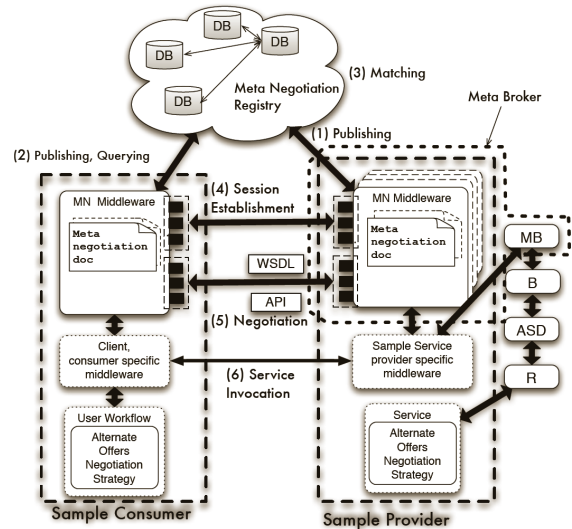 DB
DB
DB
DB
Meta Negotiation
Registry
(3) Matching
Meta Broker
(1) Publishing
(2) Publishing, Querying
MN Middleware
Meta
negotiation
doc
(4) Session
Establishment
MN Middleware
Meta
negotiation
doc
WSDL
API
(5) Negotiation
MB
B
ASD
R
Client,
consumer specific
middleware
(6) Service
Invocation
Sample Service
provider specific
middleware
User Workflow
Alternate
Offers
Negotiation
Strategy
Service
Alternate
Offers
Negotiation
Strategy
Sample Consumer
Sample Provider